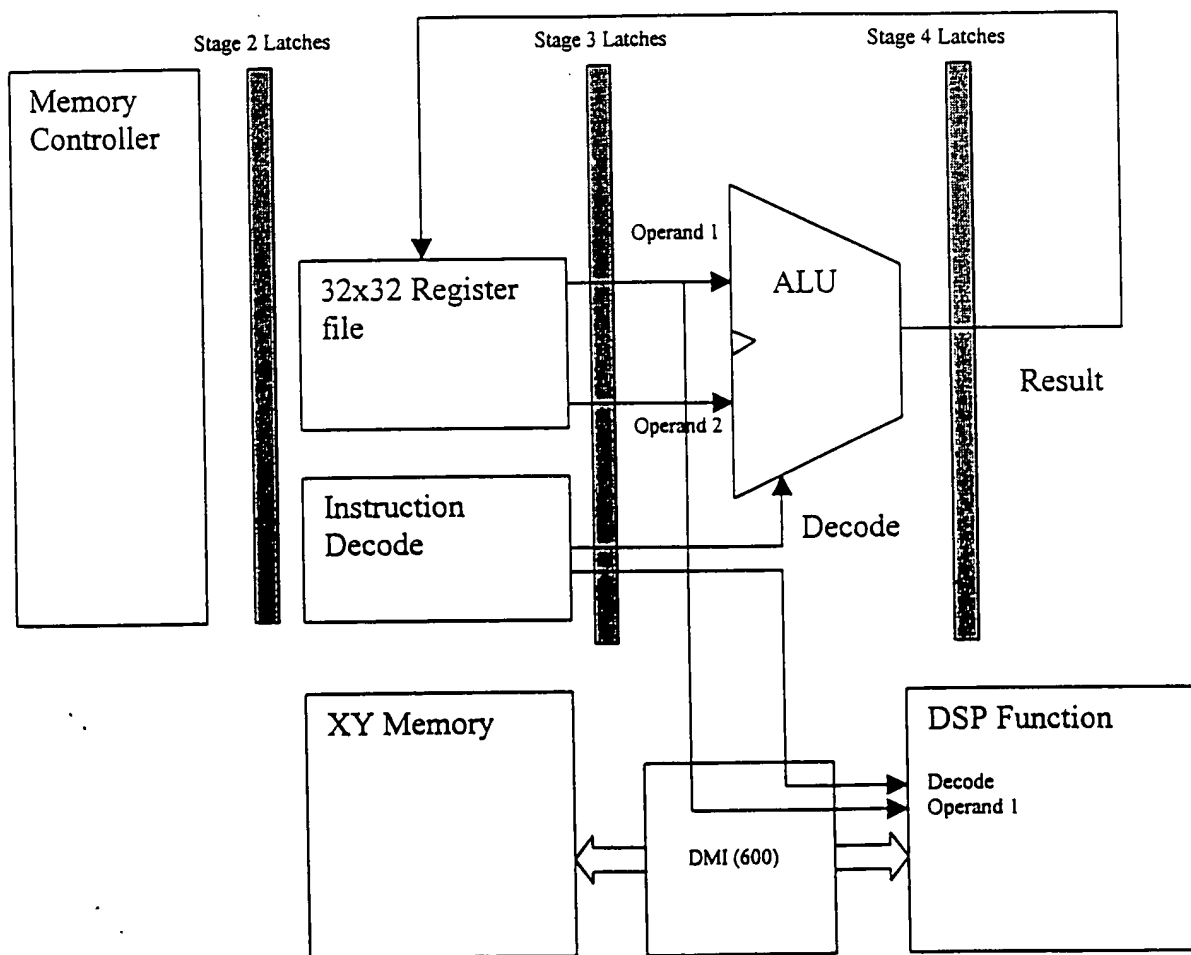 Stage 2 Latches
Stage 3 Latches
Stage 4 Latches
Memory
Controller
Operand 1
32x32 Register
file
ALU
Result
Operand 2
Instruction
Decode
Decode
XY Memory
DSP Function
Decode
Operand 1
DMI (600)